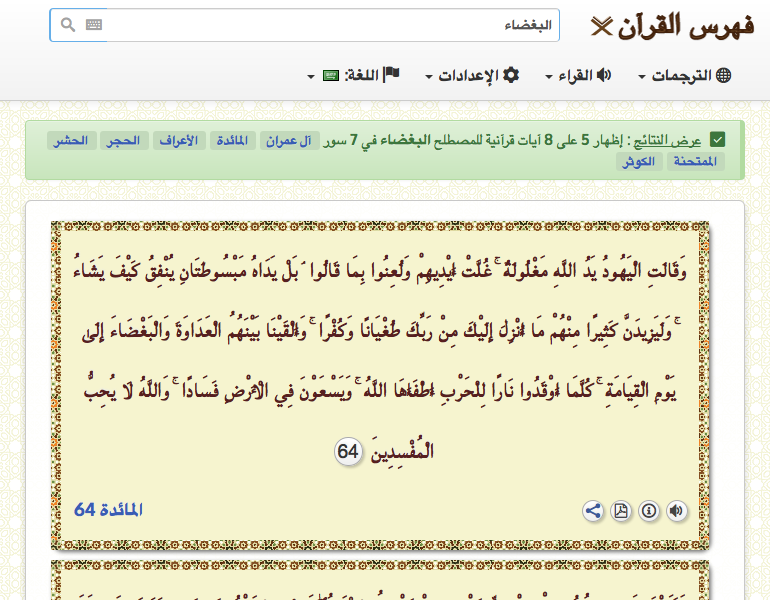 فهرس القرآن
البغضاء
الترجمات القراء الإعدادات اللغة:
عرض النتائج : إظهار 5 على 8 آيات قرآنية للمصطلح البغضاء في 7 سور آل عمران المائدة الأعراف الحجر الحشر
الممتحنة الكوثر
وَقَالَتِ الْيَهُودُ يَدُ اللَّهِ مَغْلُولَةٌ ۚ غُلَّتْ أَيْدِيهِمْ وَلُعِنُوا بِمَا قَالُوا ۘ بَلْ يَدَاهُ مَبْسُوطَتَانِ يُنْفِقُ كَيْفَ يَشَاءُ
ۚ وَلَيَزِيدَنَّ كَثِيرًا مِنْهُمْ مَا أُنْزِلَ إِلَيْكَ مِنْ رَبِّكَ طُغْيَانًا وَكُفْرًا ۚ وَأَلْقَيْنَا بَيْنَهُمُ الْعَدَاوَةَ وَالْبَغْضَاءَ إِلَىٰ
يَوْمِ الْقِيَامَةِ ۚ كُلَّمَا أَوْقَدُوا نَارًا لِلْحَرْبِ أَطْفَأَهَا اللَّهُ ۚ وَيَسْعَوْنَ فِي الْأَرْضِ فَسَادًا ۚ وَاللَّهُ لَا يُحِبُّ
الْمُفْسِدِينَ 64
المائدة 64